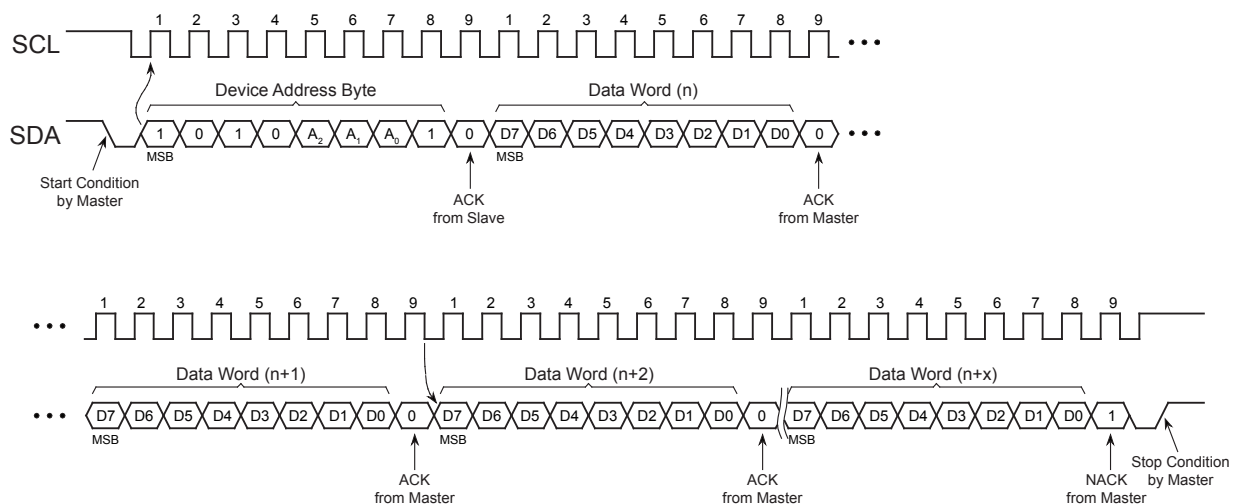 1 2 3 4 5 6 7 8 9 1 2 3 4 5 6 7 8 9
SCL
Device Address Byte Data Word (n)
SDA 1 0 1 0 A2 A1 A0 1 0 D7 D6 D5 D4 D3 D2 D1 D0 0
MSB MSB
Start Condition
by Master
ACK
from Slave
ACK
from Master
1 2 3 4 5 6 7 8 9 1 2 3 4 5 6 7 8 9 1 2 3 4 5 6 7 8 9
Data Word (n+1) Data Word (n+2) Data Word (n+x)
D7 D6 D5 D4 D3 D2 D1 D0 0 D7 D6 D5 D4 D3 D2 D1 D0 0 D7 D6 D5 D4 D3 D2 D1 D0 1
MSB MSB MSB
ACK
from Master
ACK
from Master
NACK
from Master
Stop Condition
by Master